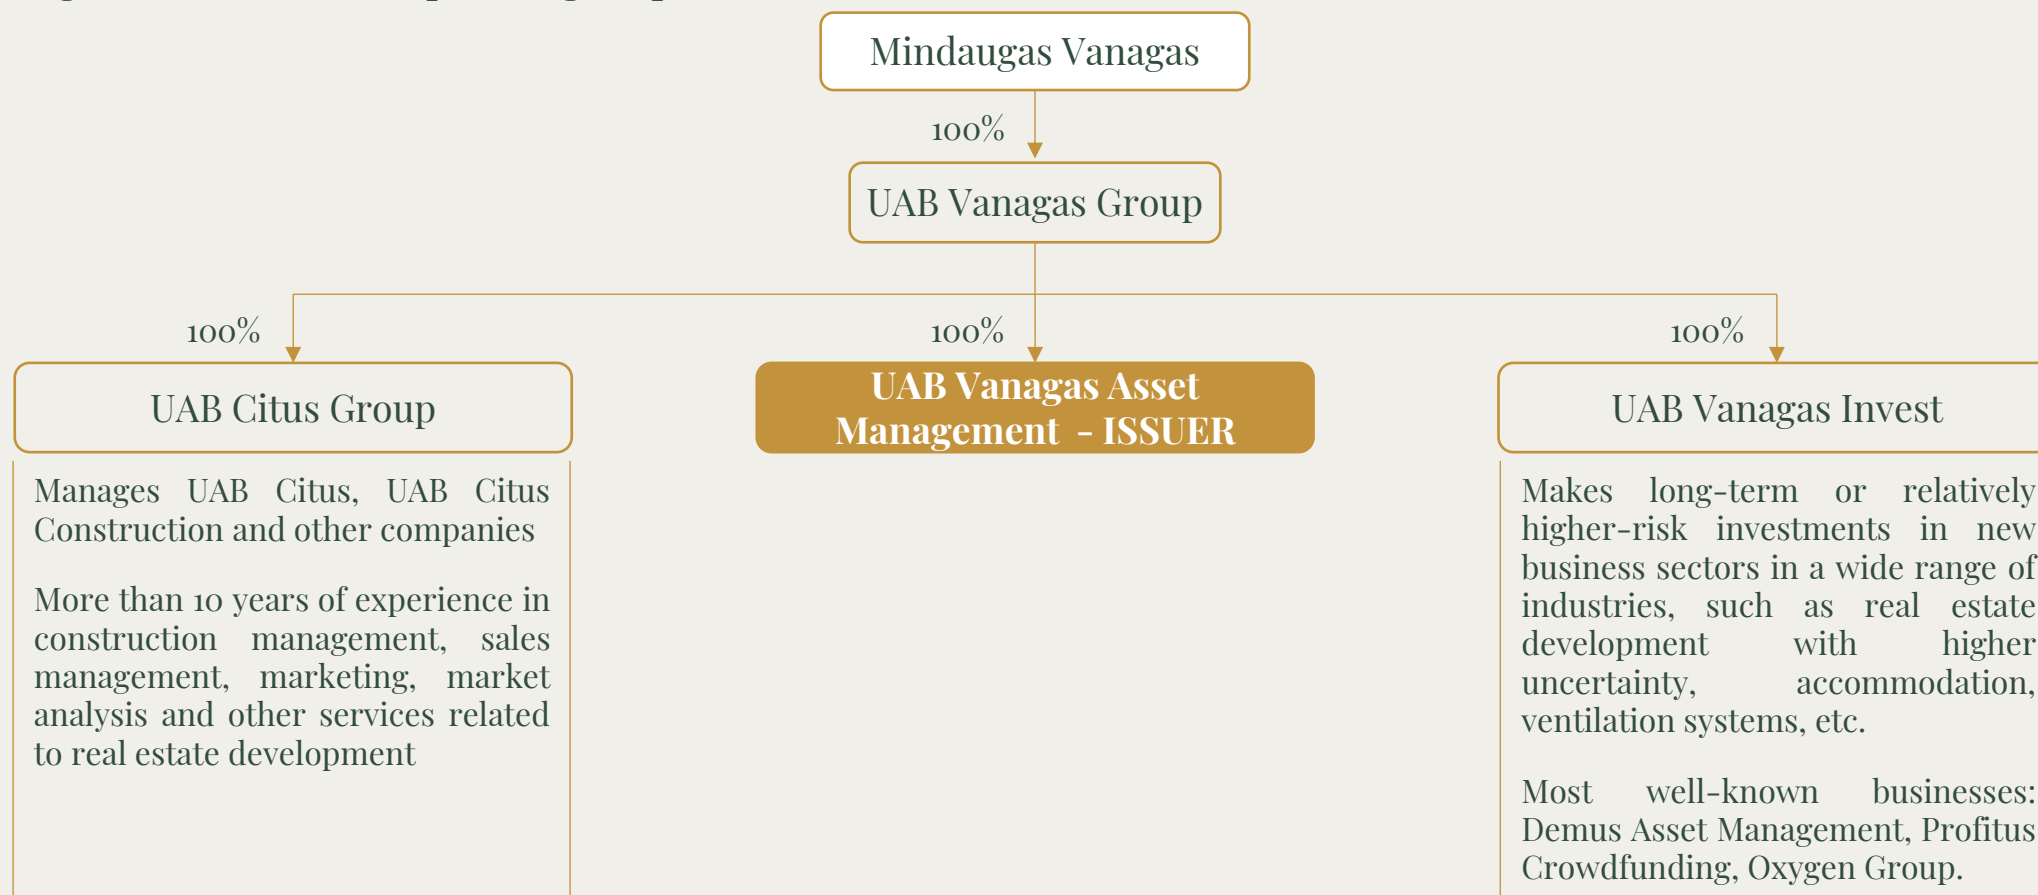 Mindaugas Vanagas
100%
UAB Vanagas Group
100%
100%
100%
UAB Citus Group
UAB Vanagas Asset
Management - ISSUER
UAB Vanagas Invest
Manages UAB Citus, UAB Citus
Construction and other companies
More than 10 years of experience in
construction management, sales
management, marketing, market
analysis and other services related
to real estate development
Makes long-term or relatively
higher-risk investments in new
business sectors in a wide range of
industries, such as real estate
development with higher
uncertainty, accommodation,
ventilation systems, etc.
Most well-known businesses:
Demus Asset Management, Profitus
Crowdfunding, Oxygen Group.